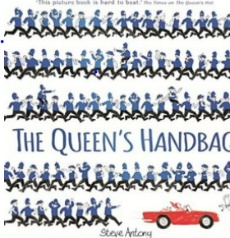 'This picture book is hard to beat.' The Times on The Queen's Hat
THE QUEEN'S HANDBAG
Steve Antony